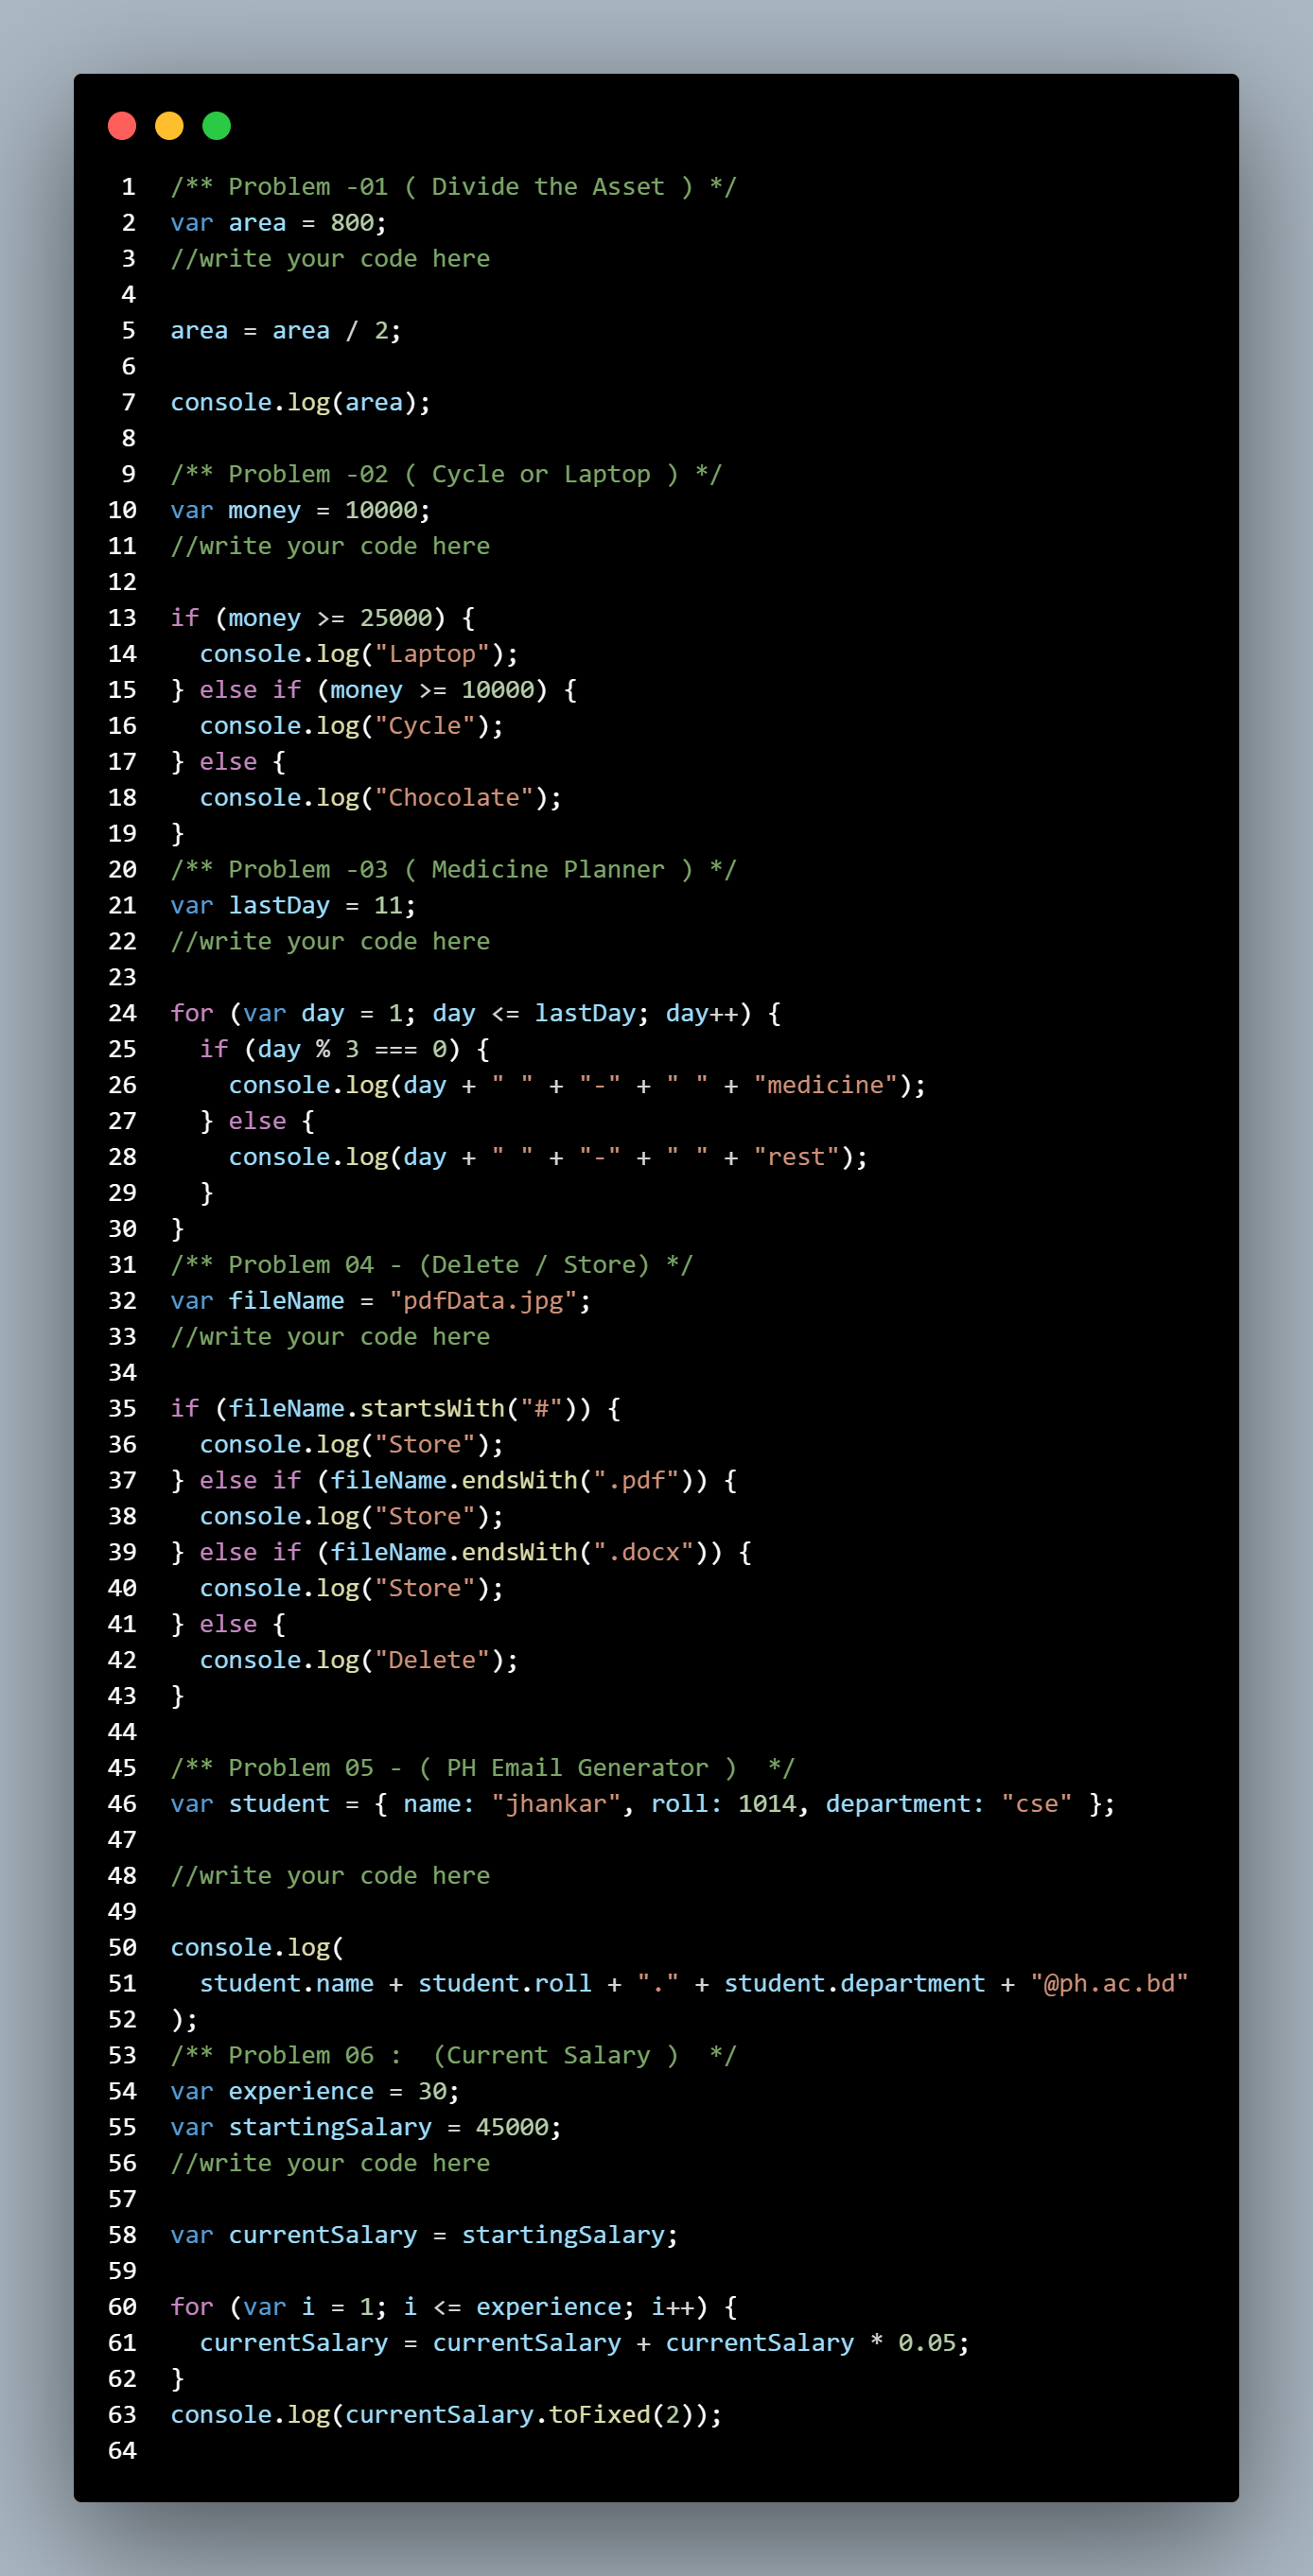 1 /** Problem -01 ( Divide the Asset ) */
2 var area = 800;
3 //write your code here
4
5 area = area / 2;
6
7 console.log(area);
8
9 /** Problem -02 ( Cycle or Laptop ) */
10 var money = 10000;
11 //write your code here
12
13 if (money >= 25000) {
14   console.log("Laptop");
15 } else if (money >= 10000) {
16   console.log("Cycle");
17 } else {
18   console.log("Chocolate");
19 }
20 /** Problem -03 ( Medicine Planner ) */
21 var lastDay = 11;
22 //write your code here
23
24 for (var day = 1; day <= lastDay; day++) {
25   if (day % 3 === 0) {
26     console.log(day + " " + "-" + " " + "medicine");
27   } else {
28     console.log(day + " " + "-" + " " + "rest");
29   }
30 }
31 /** Problem 04 - (Delete / Store) */
32 var fileName = "pdfData.jpg";
33 //write your code here
34
35 if (fileName.startsWith("#")) {
36   console.log("Store");
37 } else if (fileName.endsWith(".pdf")) {
38   console.log("Store");
39 } else if (fileName.endsWith(".docx")) {
40   console.log("Store");
41 } else {
42   console.log("Delete");
43 }
44
45 /** Problem 05 - ( PH Email Generator )  */
46 var student = { name: "jhankar", roll: 1014, department: "cse" };
47
48 //write your code here
49
50 console.log(
51   student.name + student.roll + "." + student.department + "@ph.ac.bd"
52 );
53 /** Problem 06 :  (Current Salary )  */
54 var experience = 30;
55 var startingSalary = 45000;
56 //write your code here
57
58 var currentSalary = startingSalary;
59
60 for (var i = 1; i <= experience; i++) {
61   currentSalary = currentSalary + currentSalary * 0.05;
62 }
63 console.log(currentSalary.toFixed(2));
64